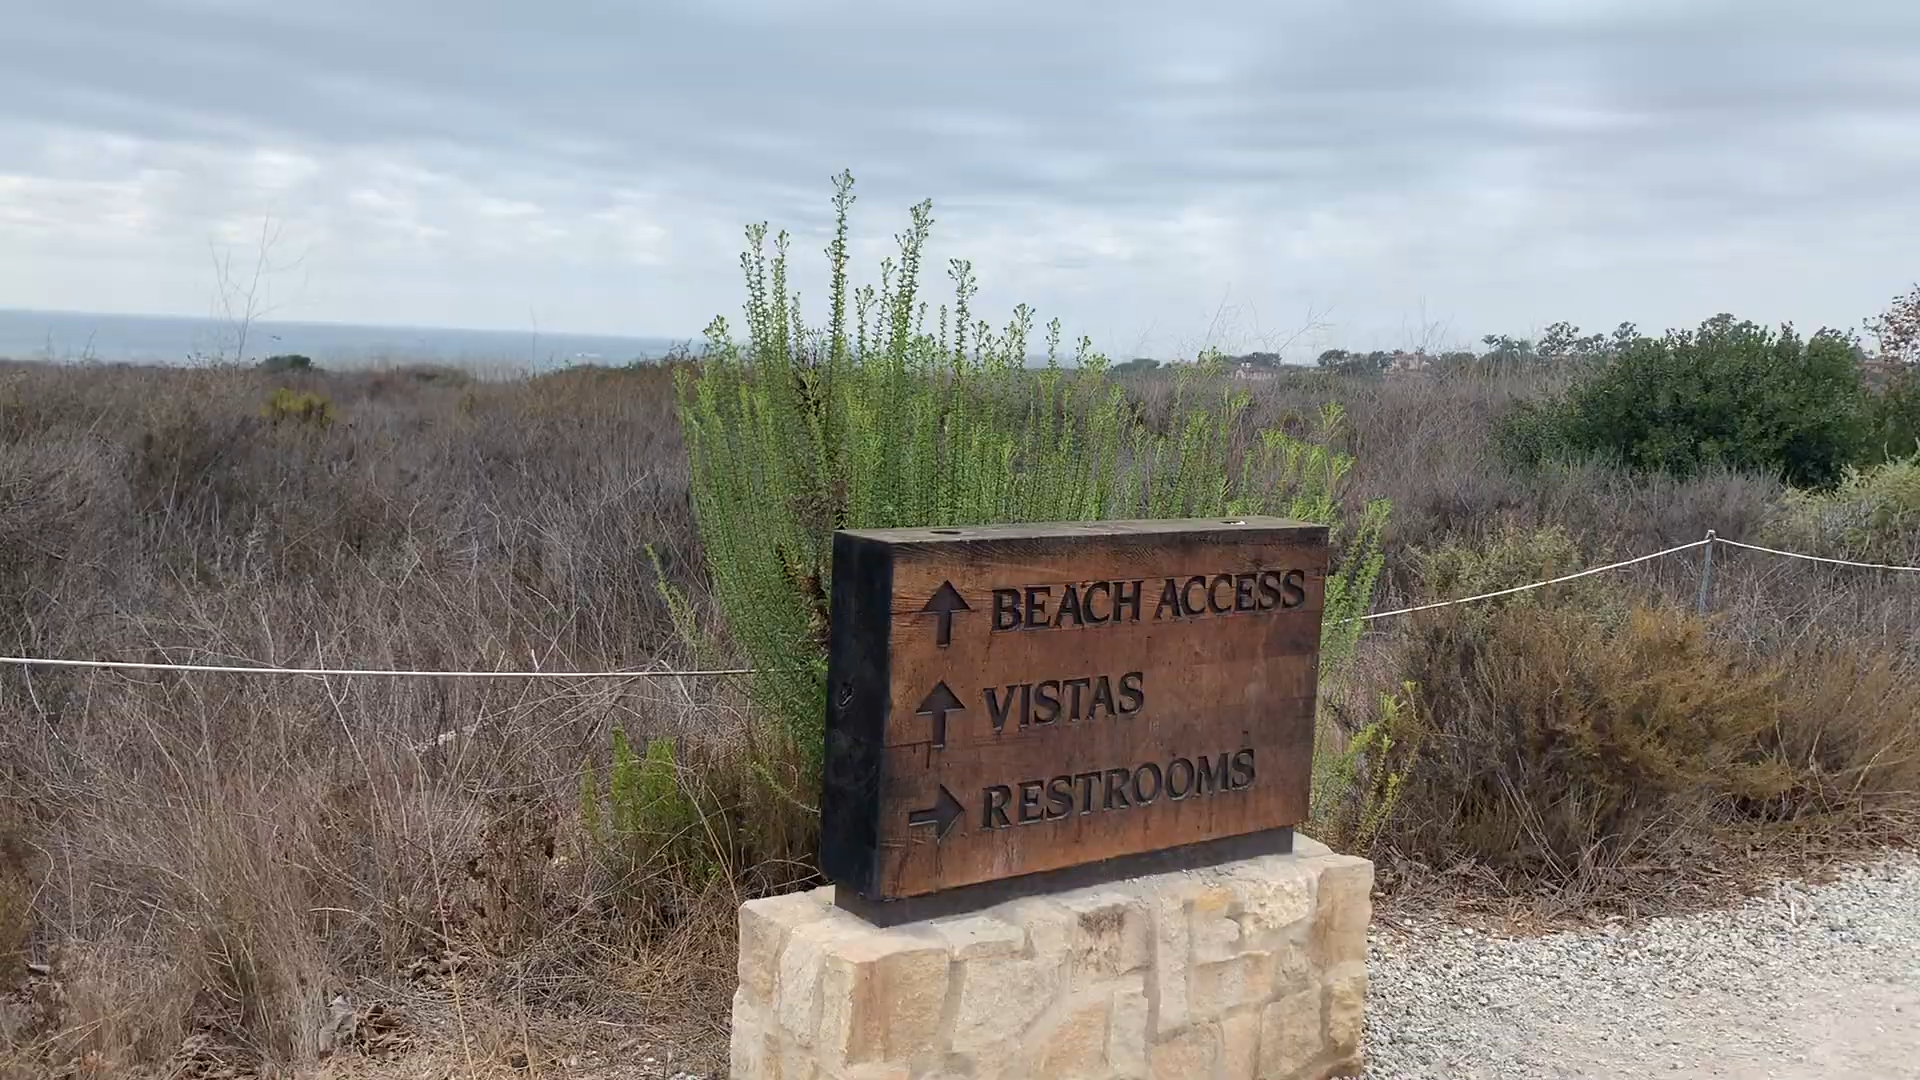 ↑ BEACH ACCESS
↑ VISTAS
→ RESTROOMS